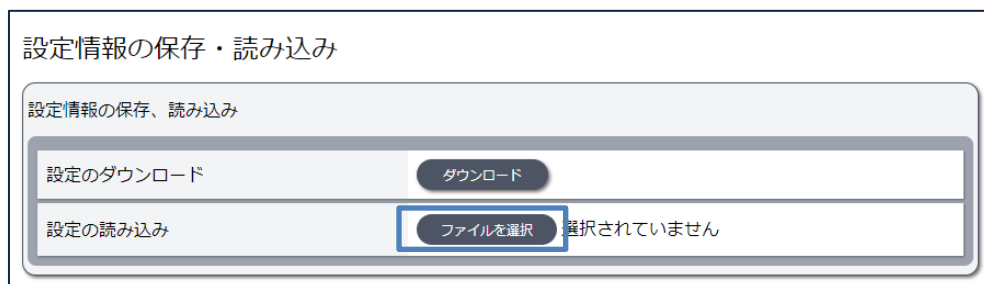 設定情報の保存・読み込み
設定情報の保存、読み込み
設定のダウンロード ダウンロード
設定の読み込み ファイルを選択 選択されていません